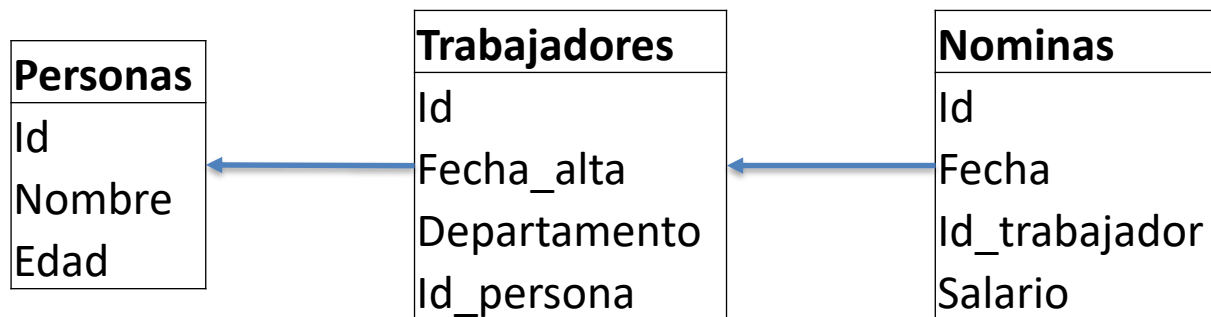 Personas
Id
Nombre
Edad
Trabajadores
Id
Fecha_alta
Departamento
Id_persona
Nominas
Id
Fecha
Id_trabajador
Salario